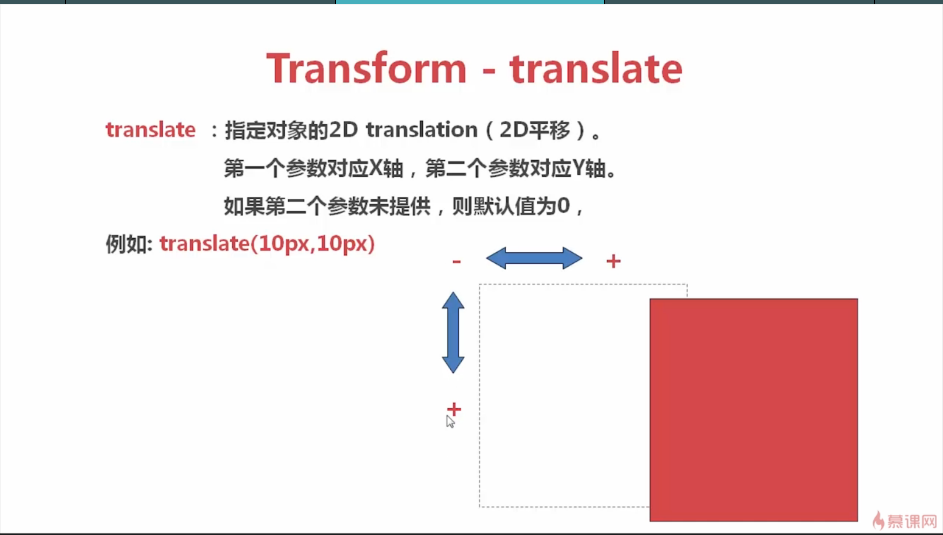 Transform - translate
translate ：指定对象的2D translation（2D平移）。
第一个参数对应X轴，第二个参数对应Y轴。
如果第二个参数未提供，则默认值为0，
例如: translate(10px,10px)
- +
+
慕课网